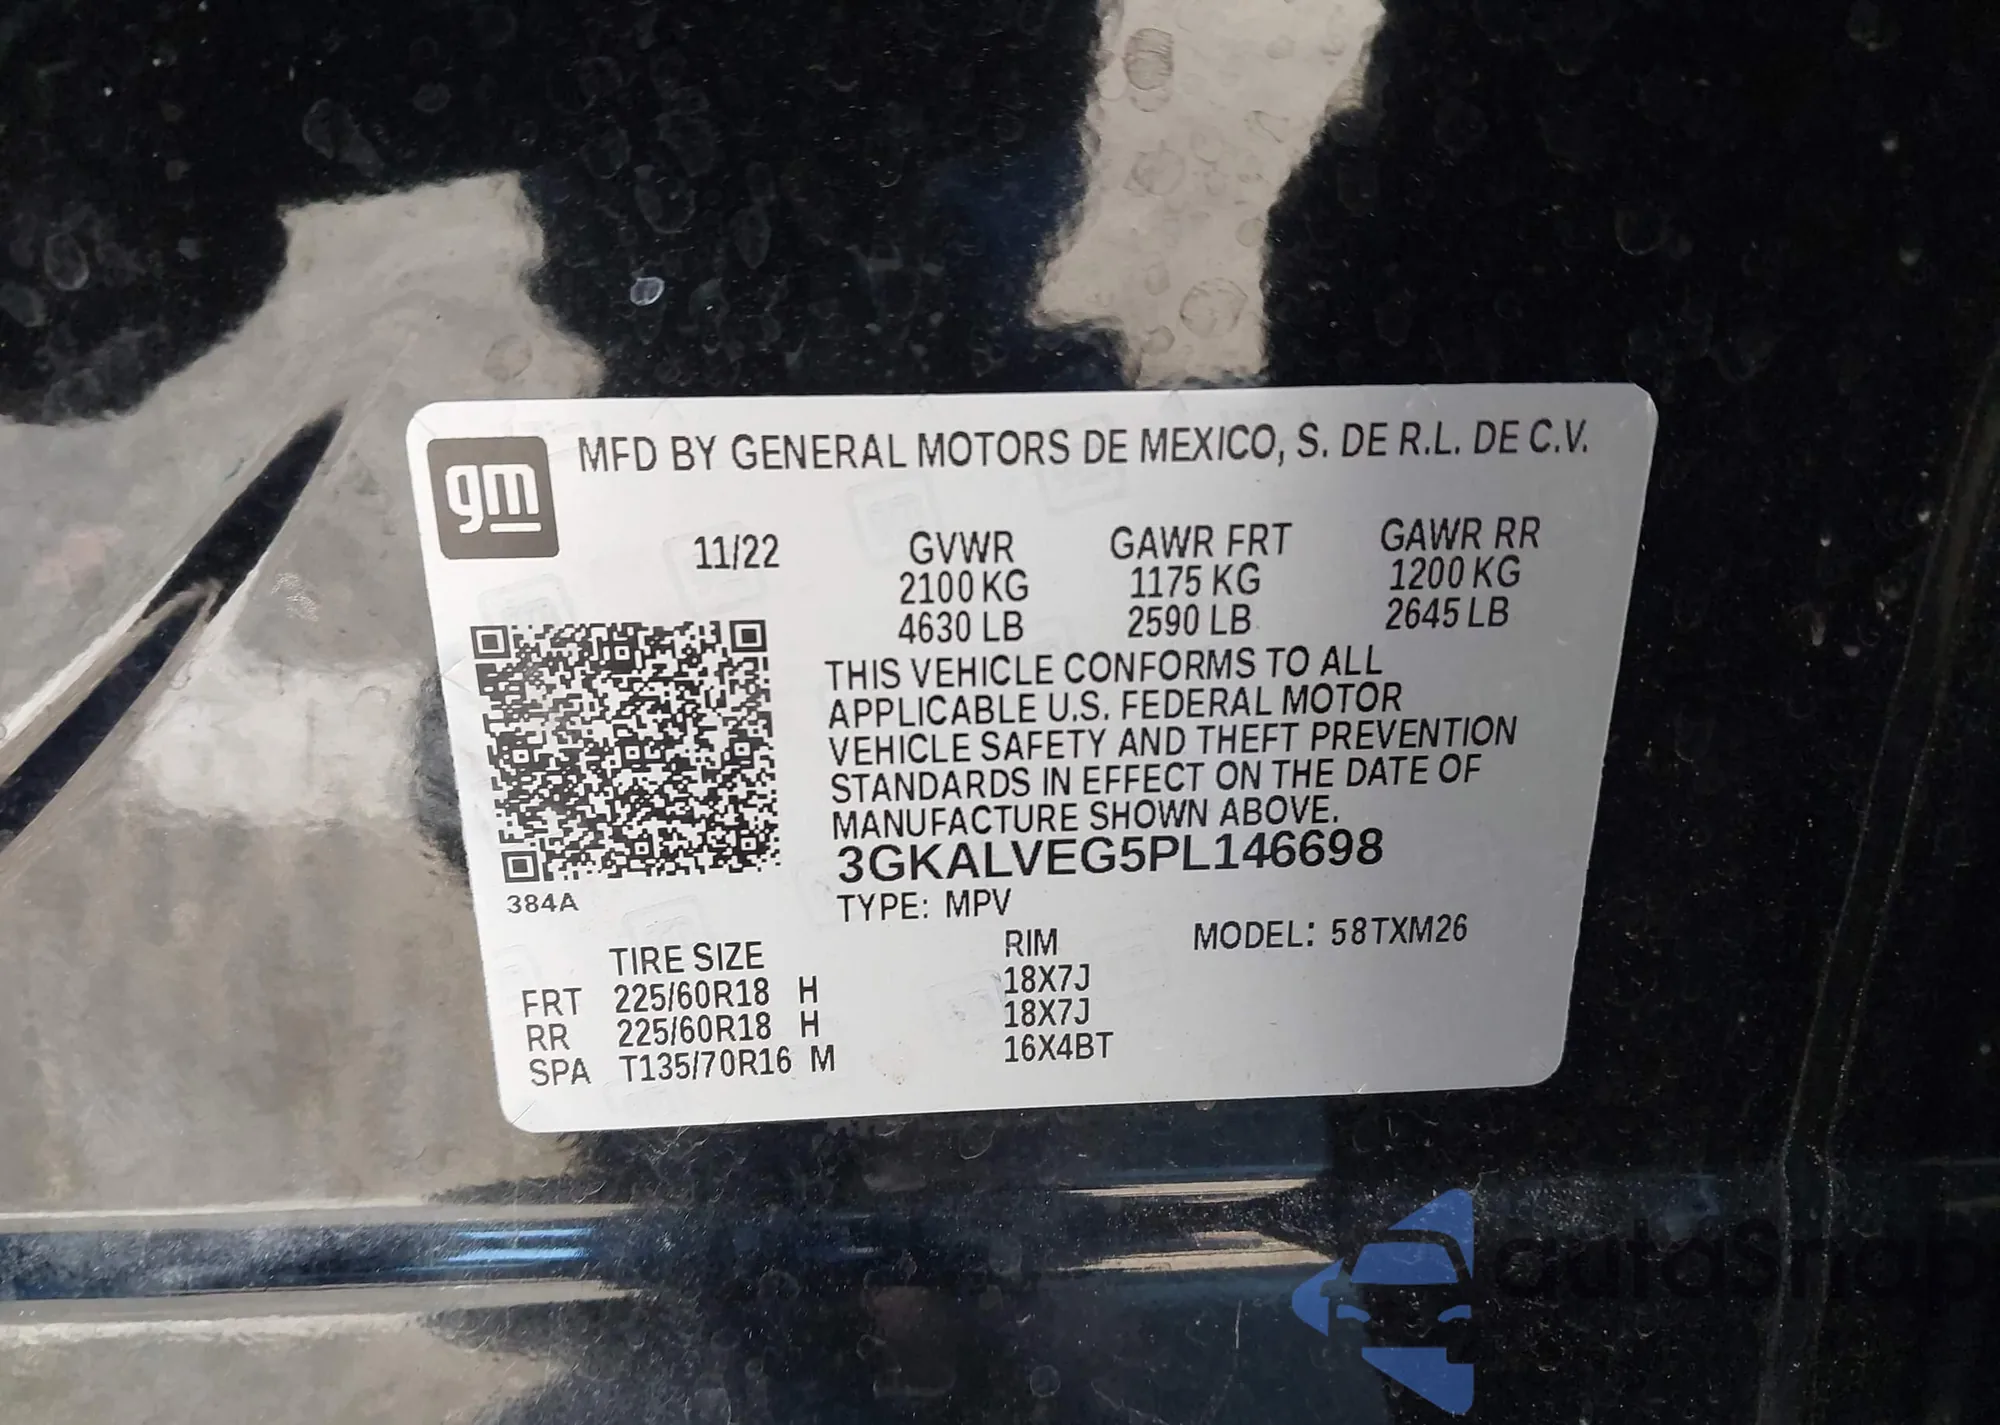 gm
MFD BY GENERAL MOTORS DE MEXICO, S. DE R.L. DE C.V.
11/22 GVWR GAWR FRT GAWR RR
2100 KG 1175 KG 1200 KG
4630 LB 2590 LB 2645 LB
THIS VEHICLE CONFORMS TO ALL
APPLICABLE U.S. FEDERAL MOTOR
VEHICLE SAFETY AND THEFT PREVENTION
STANDARDS IN EFFECT ON THE DATE OF
MANUFACTURE SHOWN ABOVE.
3GKALVEG5PL146698
384A
TYPE: MPV
TIRE SIZE RIM MODEL: 58TXM26
FRT 225/60R18 H 18X7J
RR 225/60R18 H 18X7J
SPA T135/70R16 M 16X4BT
autoShop